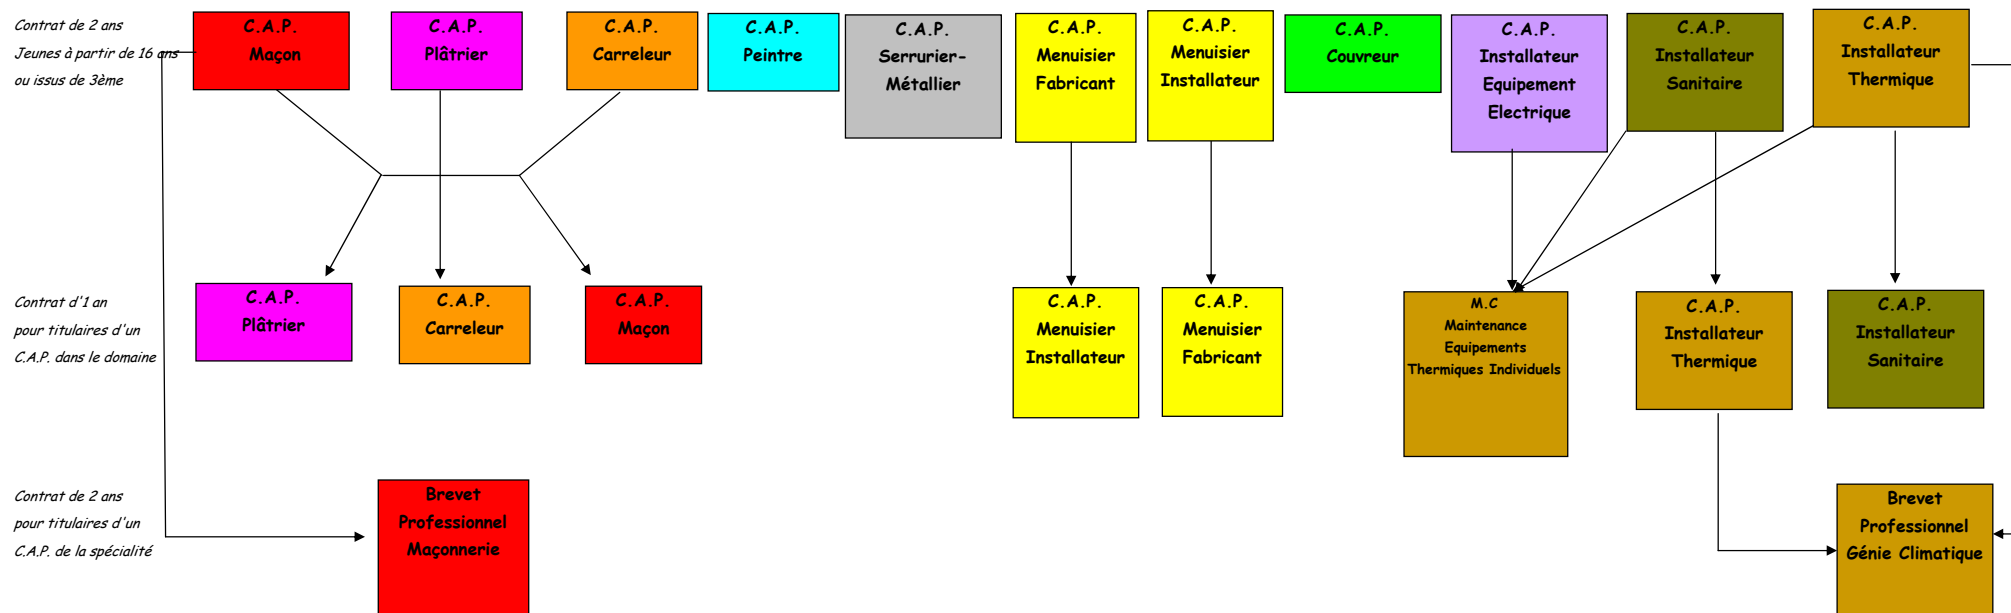 Contrat de 2 ans
Jeunes à partir de 16 ans
ou issus de 3ème
C.A.P.
Maçon
C.A.P.
Plâtrier
C.A.P.
Carreleur
C.A.P.
Peintre
C.A.P.
Serrurier-
Métallier
C.A.P.
Menuisier
Fabricant
C.A.P.
Menuisier
Installateur
C.A.P.
Couvreur
C.A.P.
Installateur
Equipement
Electrique
C.A.P.
Installateur
Sanitaire
C.A.P.
Installateur
Thermique
Contrat d'1 an
pour titulaires d'un
C.A.P. dans le domaine
C.A.P.
Plâtrier
C.A.P.
Carreleur
C.A.P.
Maçon
C.A.P.
Menuisier
Installateur
C.A.P.
Menuisier
Fabricant
M.C
Maintenance
Equipements
Thermiques Individuels
C.A.P.
Installateur
Thermique
C.A.P.
Installateur
Sanitaire
Contrat de 2 ans
pour titulaires d'un
C.A.P. de la spécialité
Brevet
Professionnel
Maçonnerie
Brevet
Professionnel
Génie Climatique